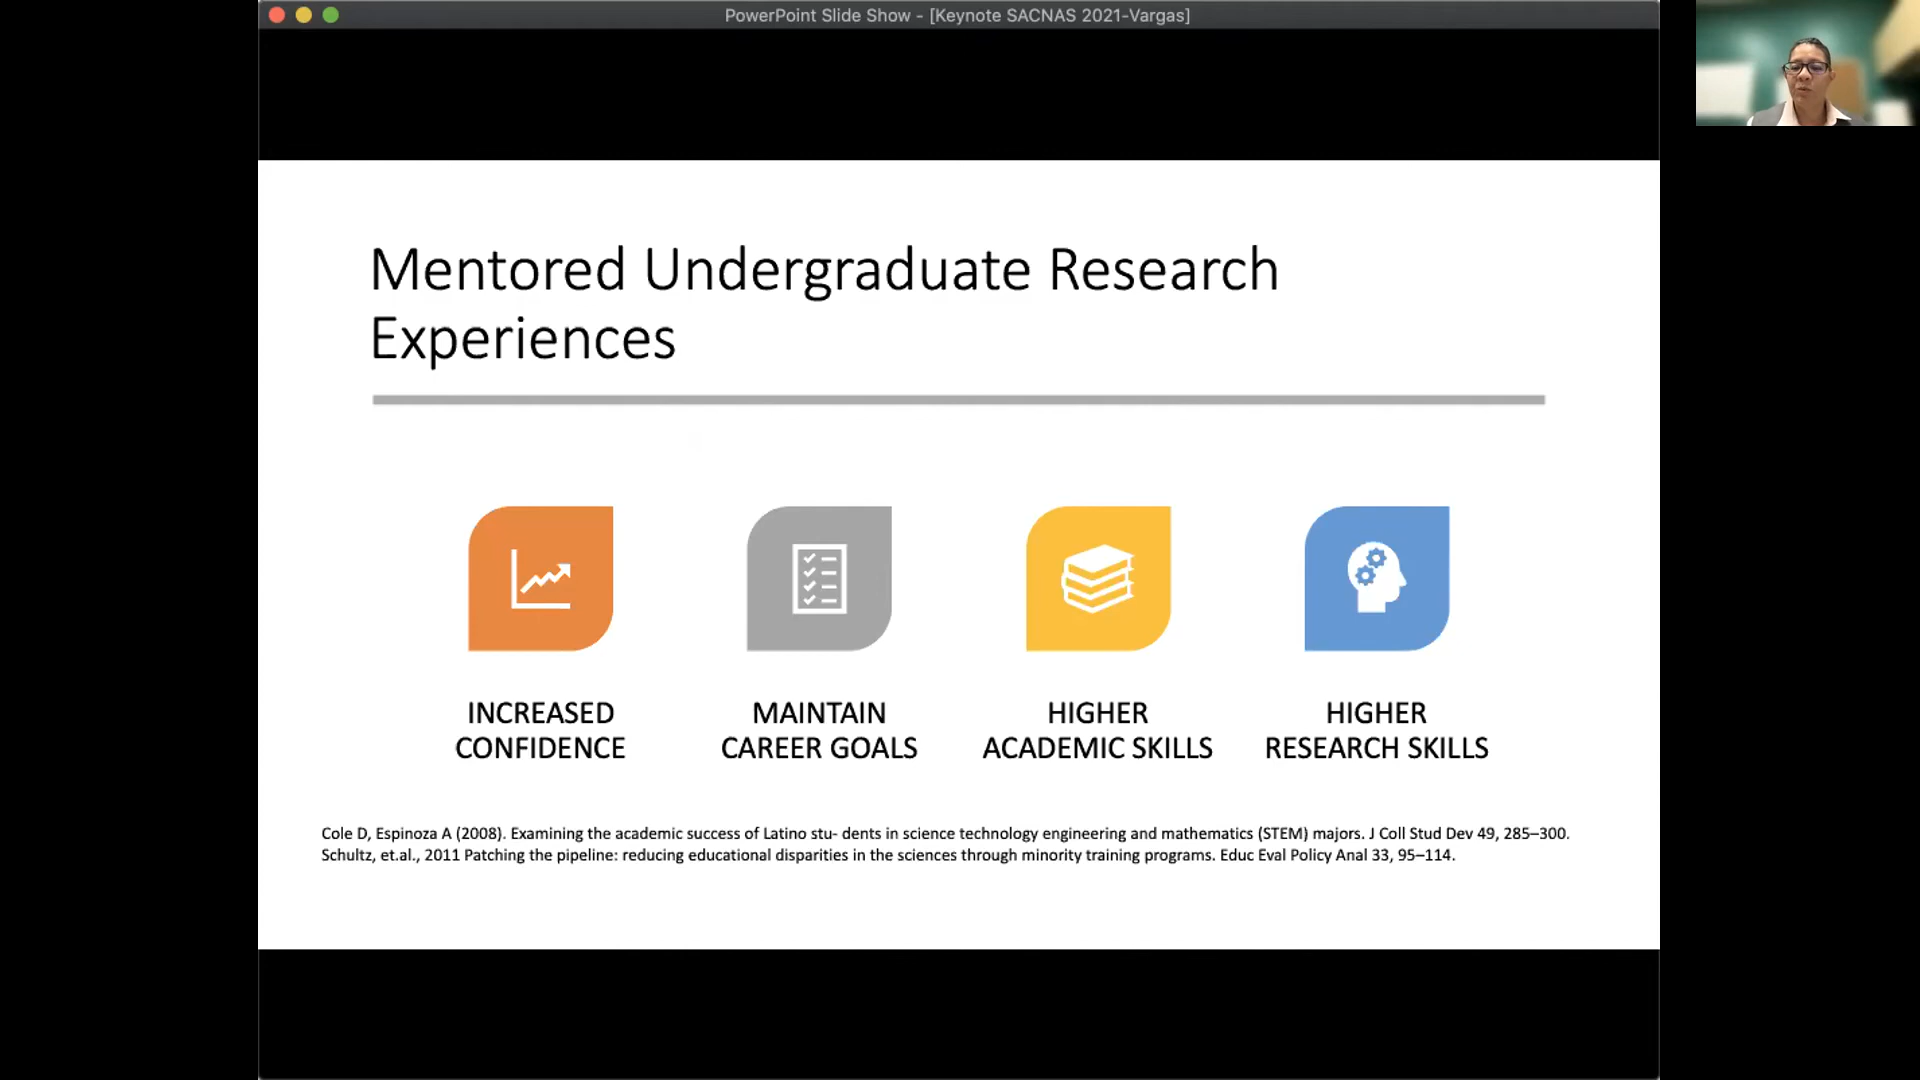 PowerPoint Slide Show - [Keynote SACNAS 2021-Vargas]
Mentored Undergraduate Research
Experiences
INCREASED
CONFIDENCE
MAINTAIN
CAREER GOALS
HIGHER
ACADEMIC SKILLS
HIGHER
RESEARCH SKILLS
Cole D, Espinoza A (2008). Examining the academic success of Latino stu- dents in science technology engineering and mathematics (STEM) majors. J Coll Stud Dev 49, 285–300.
Schultz, et.al., 2011 Patching the pipeline: reducing educational disparities in the sciences through minority training programs. Educ Eval Policy Anal 33, 95–114.